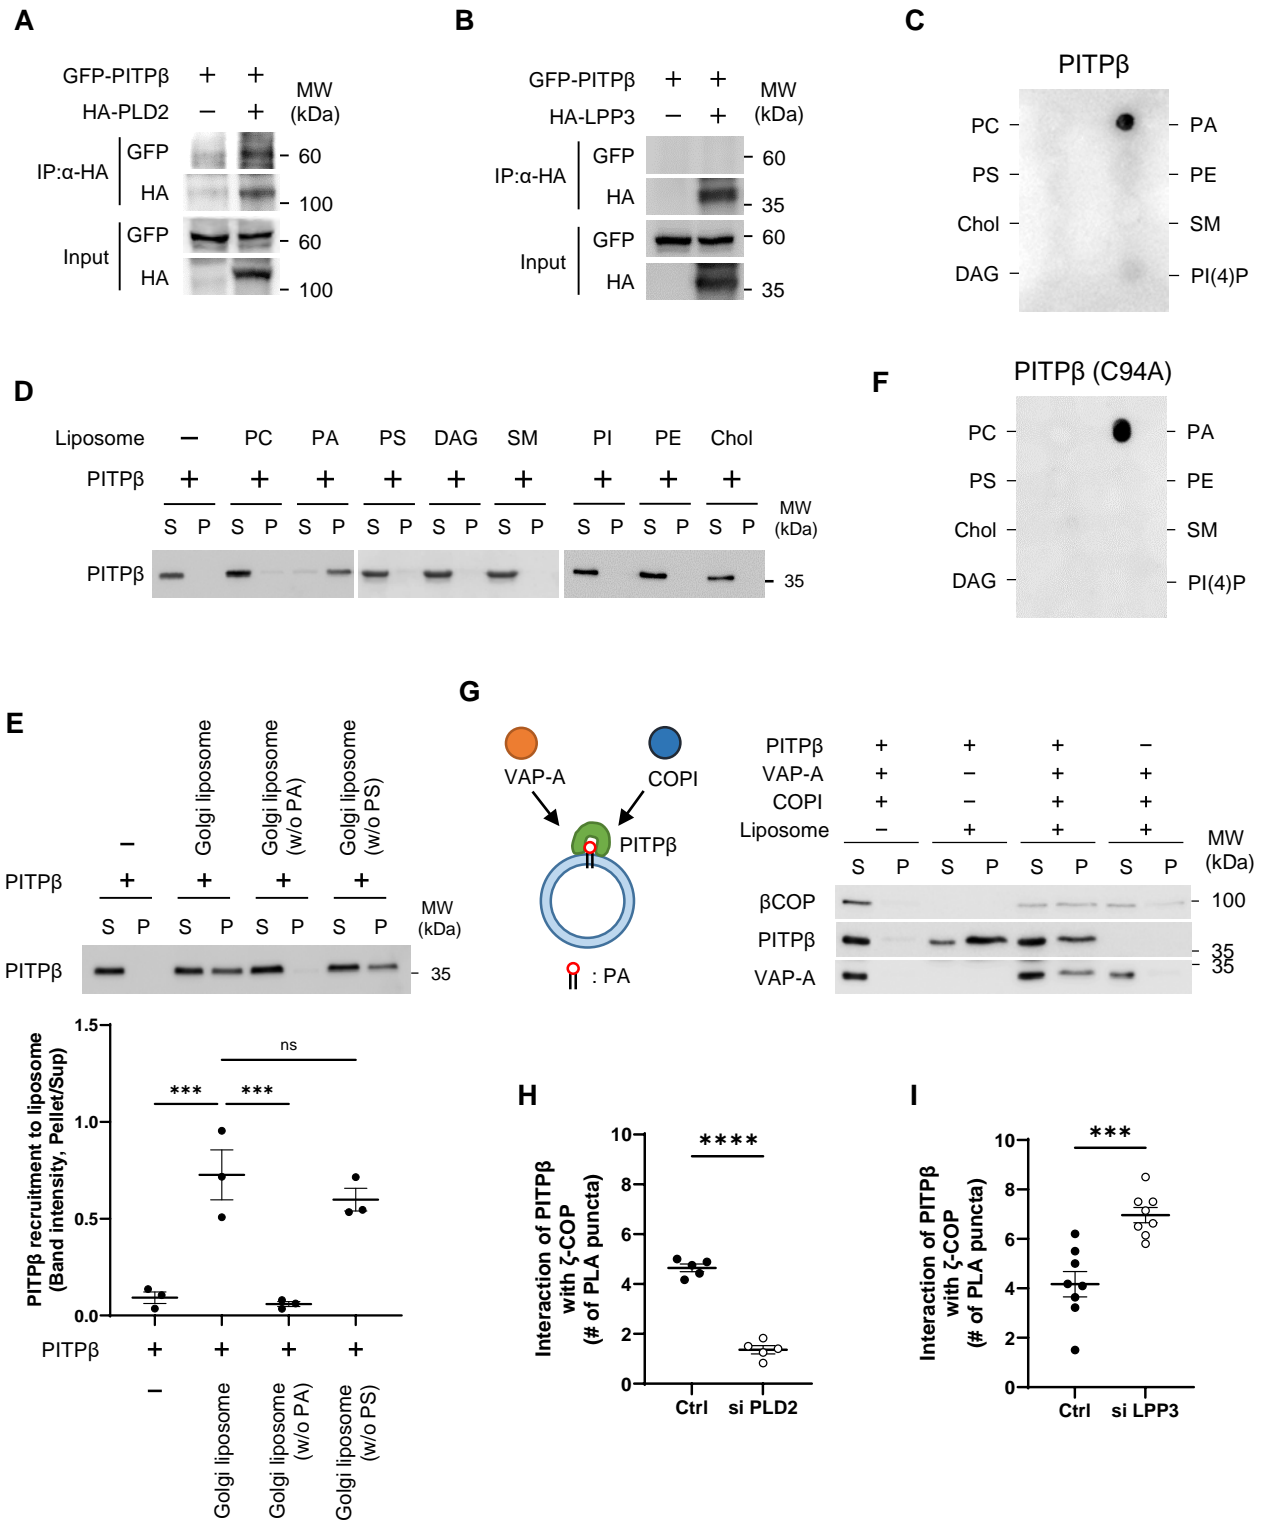 A
GFP-PITPβ + +
HA-PLD2 − +
MW
(kDa)
IP:α-HA
GFP
60
HA
100
Input
GFP
60
HA
100
B
GFP-PITPβ + +
HA-LPP3 − +
MW
(kDa)
IP:α-HA
GFP
60
HA
35
Input
GFP
60
HA
35
C
PITPβ
PC PA
PS PE
Chol SM
DAG PI(4)P
D
Liposome − PC PA PS DAG SM PI PE Chol
PITPβ + + + + + + + + +
S P S P S P S P S P S P S P S P S P
MW
(kDa)
PITPβ
35
F
PITPβ (C94A)
PC PA
PS PE
Chol SM
DAG PI(4)P
E
−
Golgi liposome
Golgi liposome
(w/o PA)
Golgi liposome
(w/o PS)
PITPβ + + + +
S P S P S P S P
MW
(kDa)
PITPβ
35
PITPβ recruitment to liposome
(Band intensity, Pellet/Sup)
1.5
1.0
0.5
0.0
ns
*** ***
PITPβ + + + +
−
Golgi liposome
Golgi liposome
(w/o PA)
Golgi liposome
(w/o PS)
G
VAP-A
COPI
PITPβ
: PA
PITPβ + + + −
VAP-A + − + +
COPI + − + +
Liposome − + + +
MW
(kDa)
S P S P S P S P
βCOP
100
PITPβ
35
VAP-A
35
H
Interaction of PITPβ
with ζ-COP
(# of PLA puncta)
10
8
6
4
2
0
****
Ctrl si PLD2
I
Interaction of PITPβ
with ζ-COP
(# of PLA puncta)
10
8
6
4
2
0
***
Ctrl si LPP3